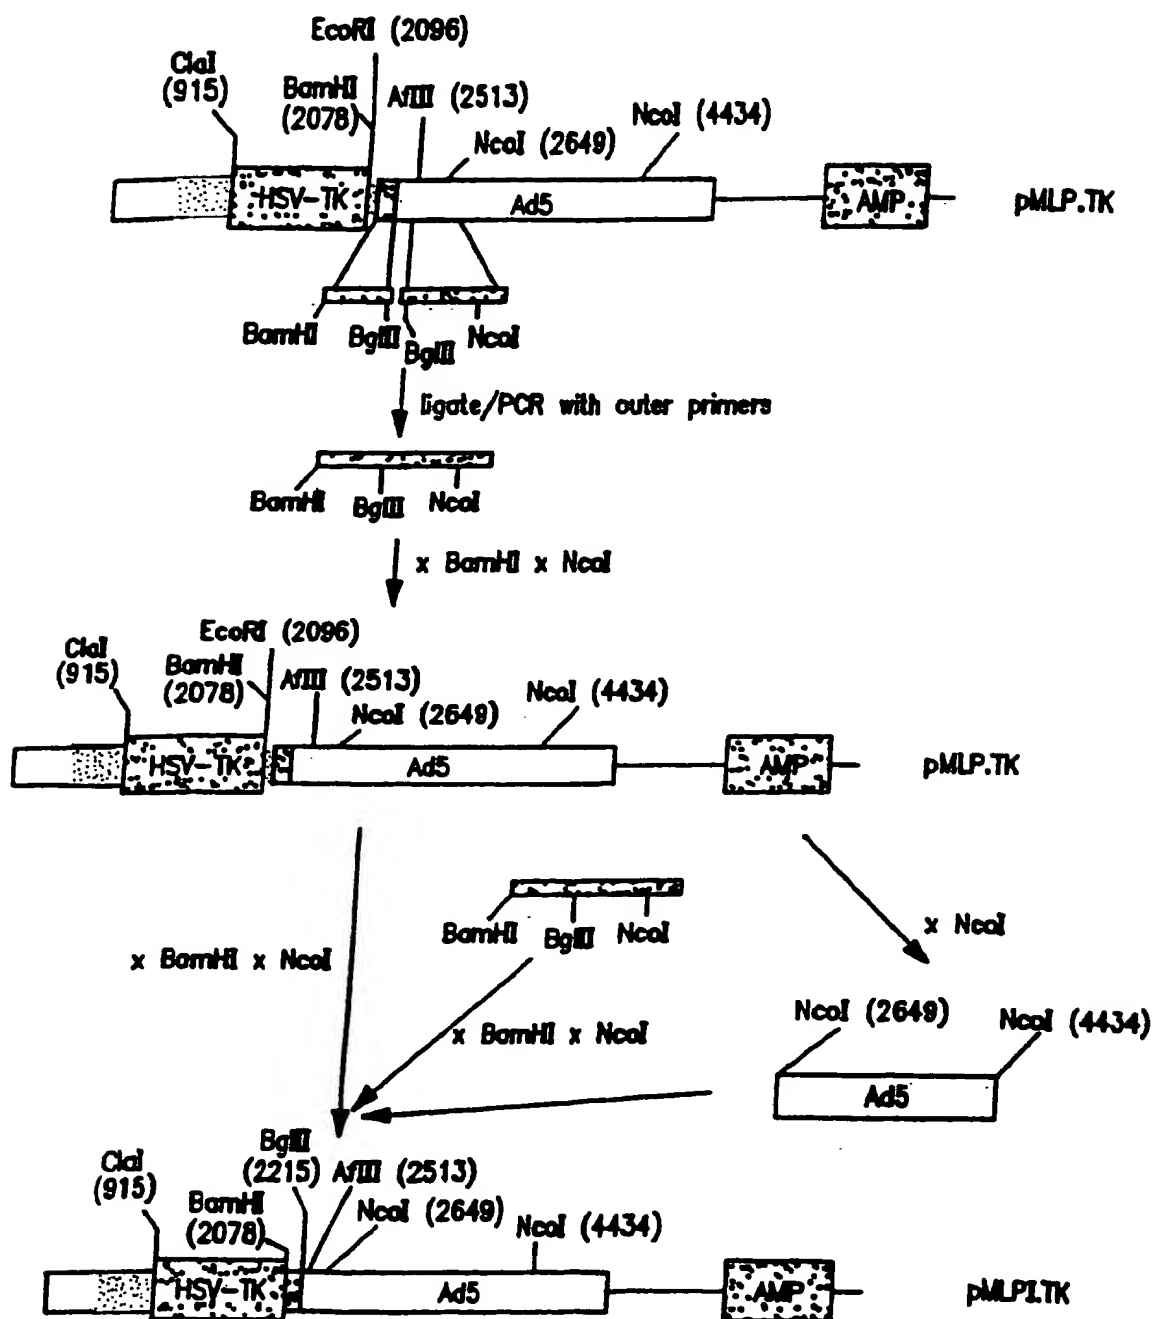 EcoRI (2096)
ClaI
(915)
BamHI
(2078)
AflII (2513)
NcoI (2649)
NcoI (4434)
HSV-TK
Ad5
AMP
pMLP.TK
BamHI
BglII
BglII
NcoI
ligate/PCR with outer primers
BamHI
BglII
NcoI
x BamHI x NcoI
EcoRI (2096)
ClaI
(915)
BamHI
(2078)
AflII (2513)
NcoI (2649)
NcoI (4434)
HSV-TK
Ad5
AMP
pMLP.TK
BamHI
BglII
NcoI
x BamHI x NcoI
x NcoI
x BamHI x NcoI
NcoI (2649)
NcoI (4434)
Ad5
BglII
(2215)
AflII (2513)
ClaI
(915)
BamHI
(2078)
NcoI (2649)
NcoI (4434)
HSV-TK
Ad5
AMP
pMLPI.TK